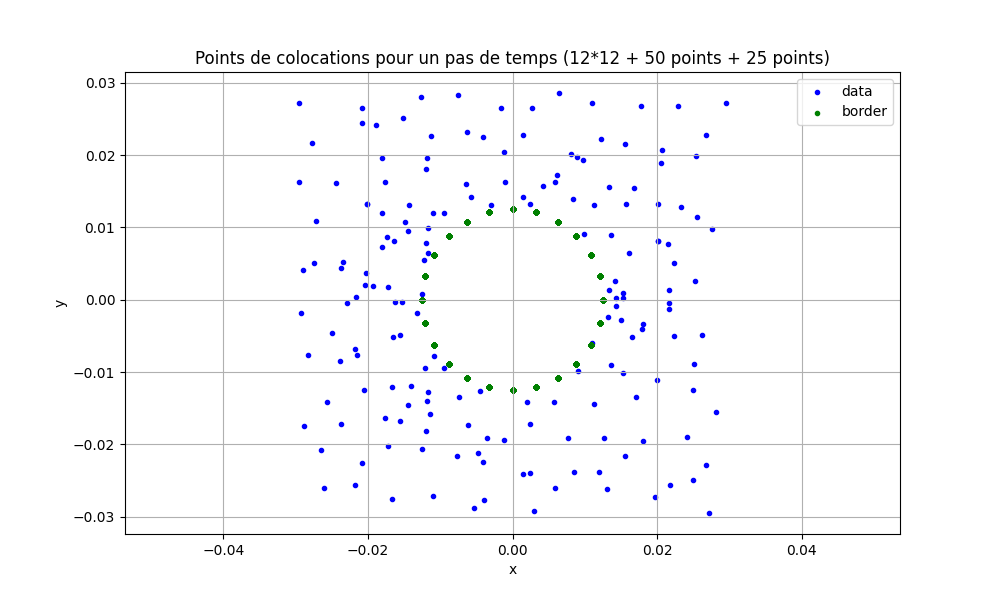 Points de colocations pour un pas de temps (12*12 + 50 points + 25 points)
data
border
0.03
0.02
0.01
0.00
−0.01
−0.02
−0.03
y
−0.04
−0.02
0.00
0.02
0.04
x